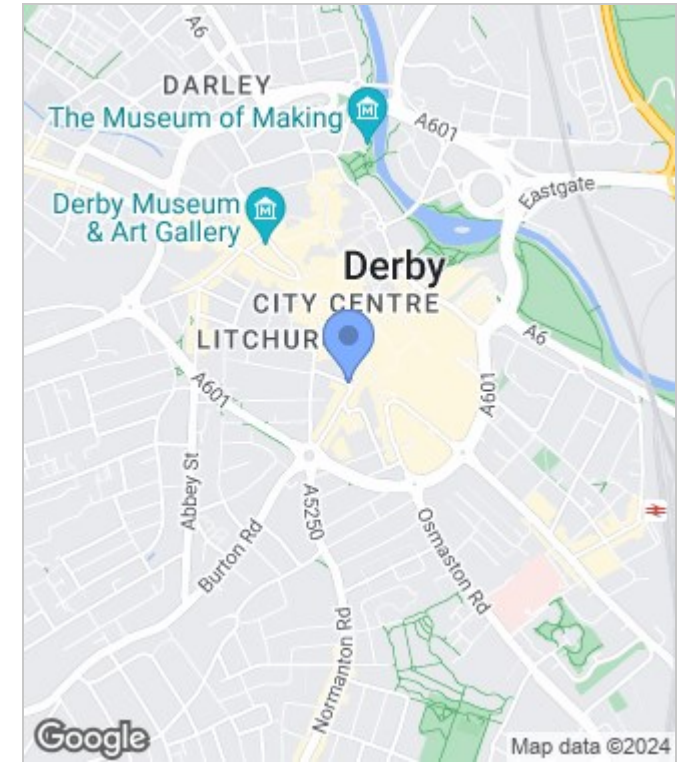 A6
DARLEY
The Museum of Making
A601
Eastgate
Derby Museum
& Art Gallery
Derby
CITY CENTRE
LITCHUR
A6
A601
A601
Abbey St
Burton Rd
A5250
Osmaston Rd
Normanton Rd
Google
Map data ©2024